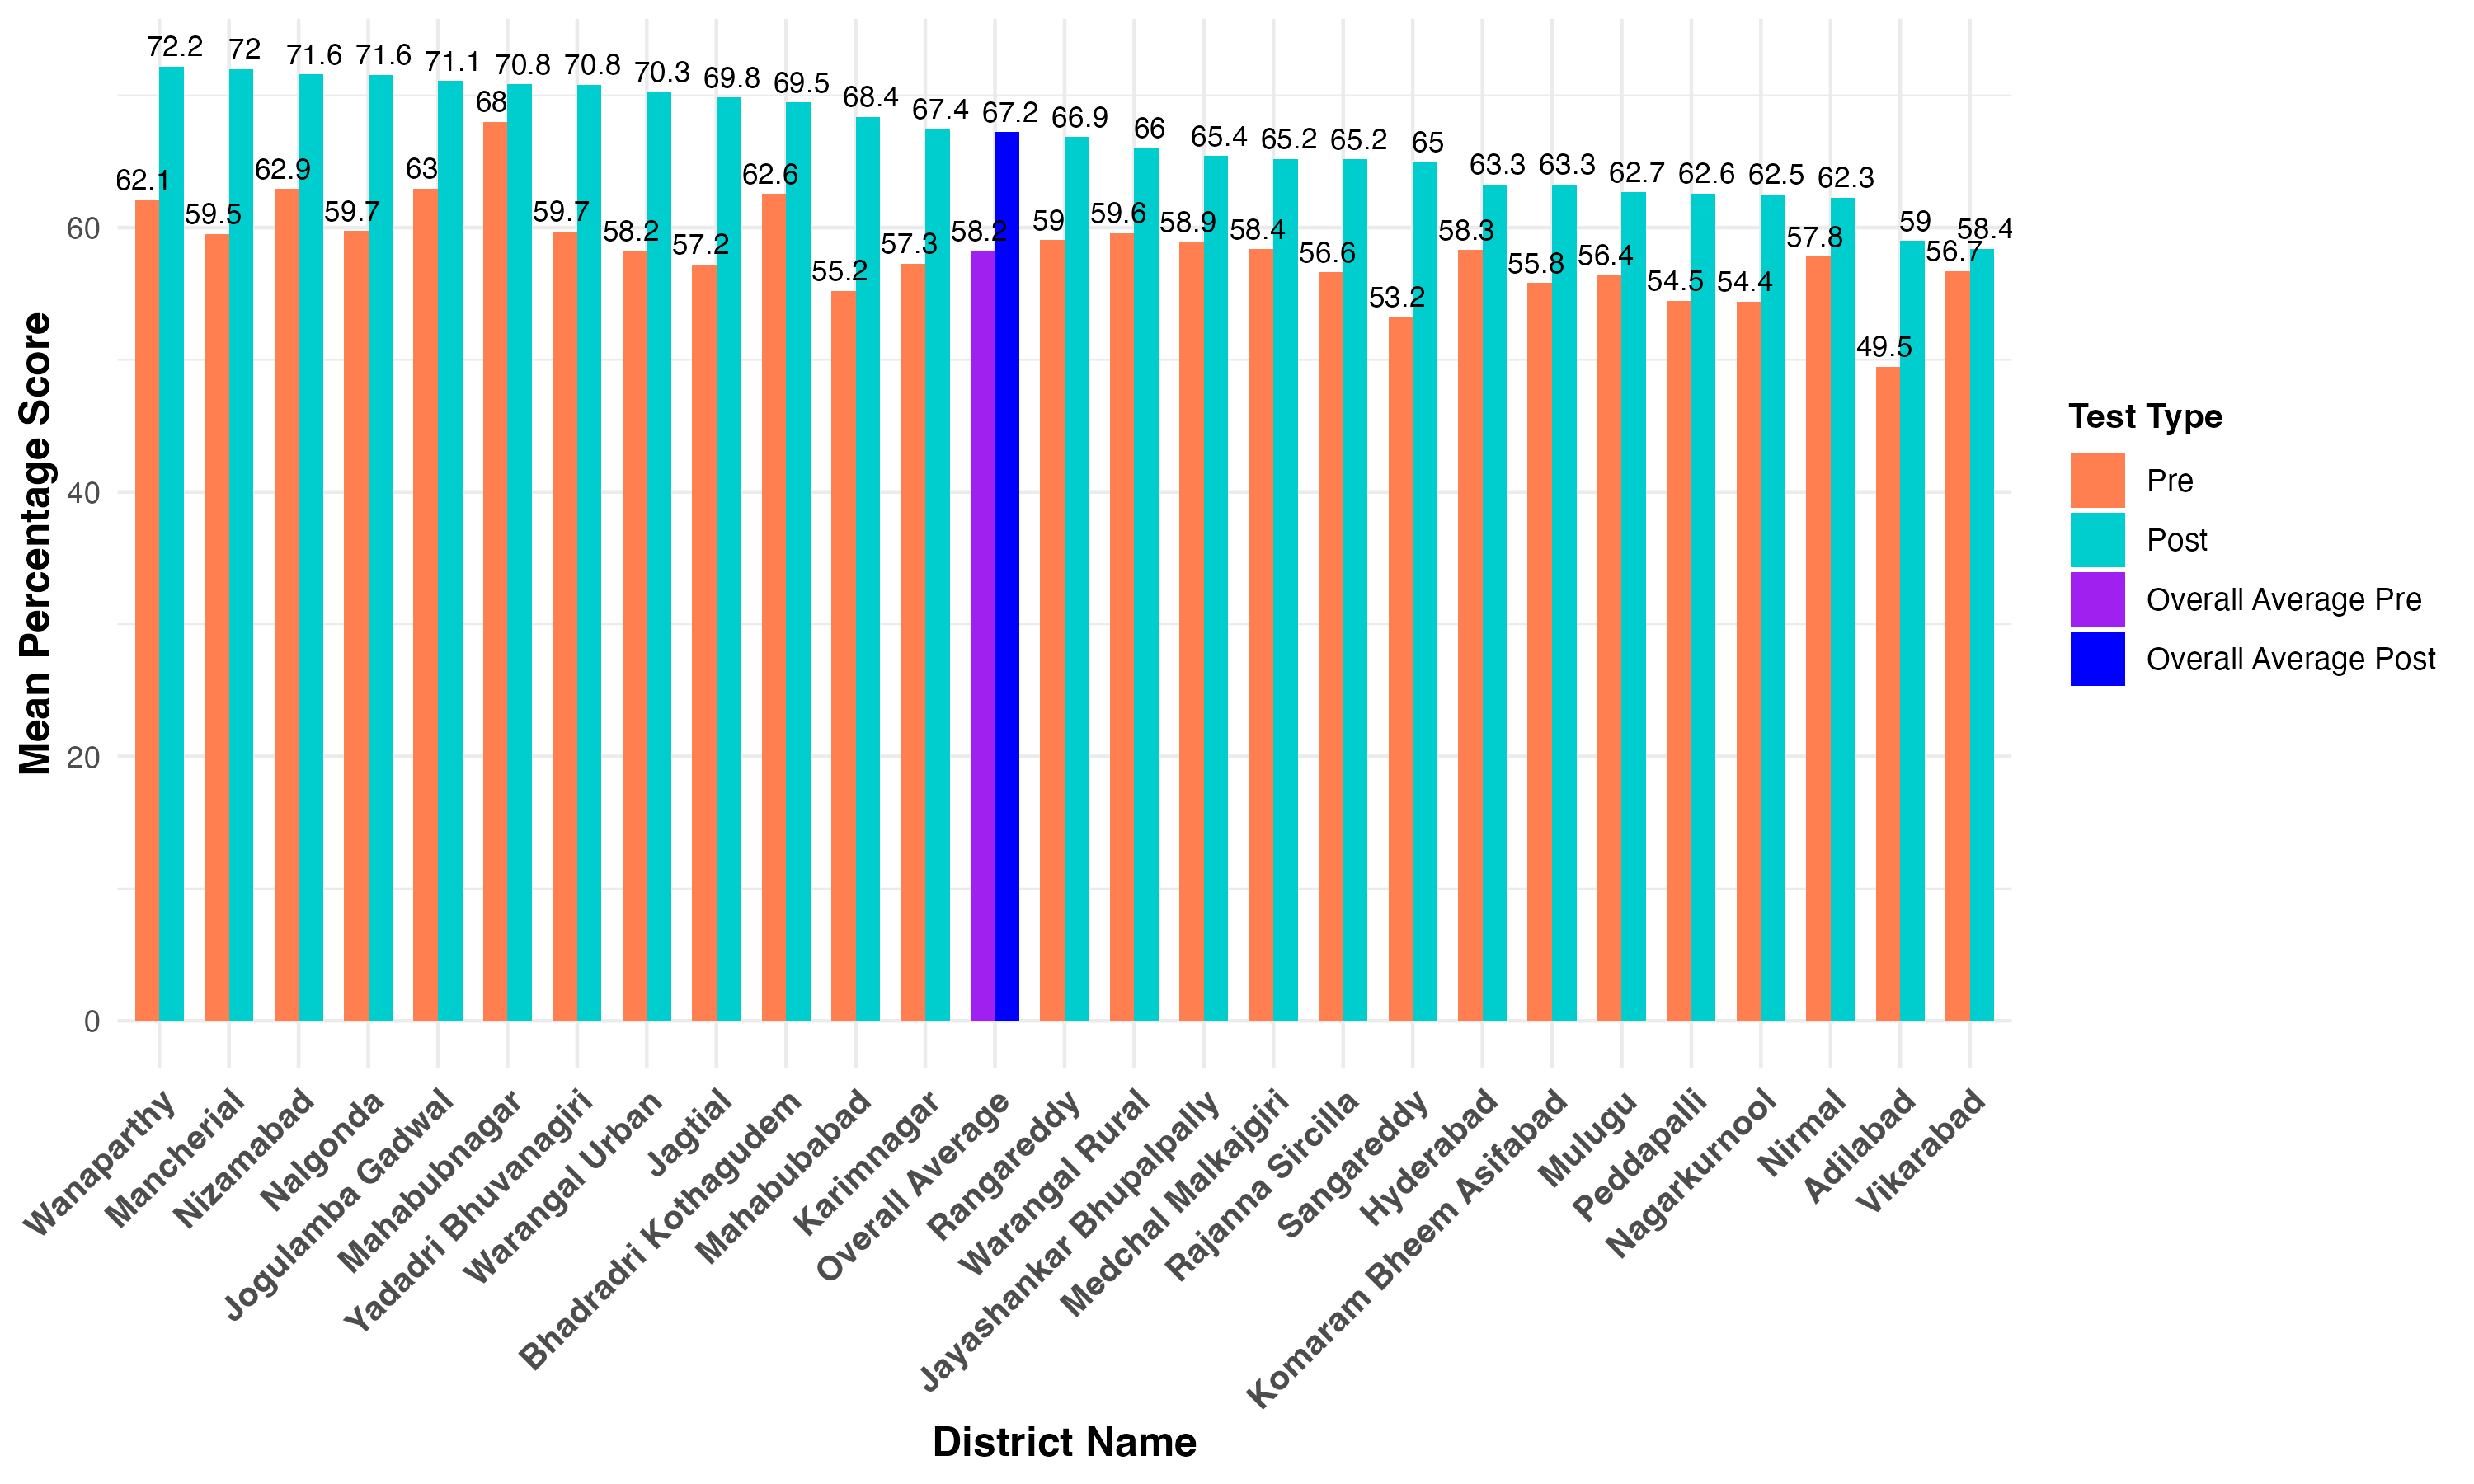 72.2
72
71.6
71.6
71.1
70.8
70.8
70.3
69.8
69.5
68.4
67.4
67.2
66.9
66
65.4
65.2
65.2
65
63.3
63.3
62.7
62.6
62.5
62.3
59
58.4
62.1
59.5
62.9
59.7
63
68
59.7
58.2
57.2
62.6
55.2
57.3
58.2
59
59.6
58.9
58.4
56.6
53.2
58.3
55.8
56.4
54.5
54.4
57.8
49.5
56.7
60
40
20
0
Mean Percentage Score
Wanaparthy
Mancherial
Nizamabad
Nalgonda
Jogulamba Gadwal
Mahabubnagar
Yadadri Bhuvanagiri
Warangal Urban
Jagtial
Bhadradri Kothagudem
Mahabubabad
Karimnagar
Overall Average
Rangareddy
Warangal Rural
Jayashankar Bhupalpally
Medchal Malkajgiri
Rajanna Sircilla
Sangareddy
Hyderabad
Komaram Bheem Asifabad
Mulugu
Peddapalli
Nagarkurnool
Nirmal
Adilabad
Vikarabad
District Name
Test Type
Pre
Post
Overall Average Pre
Overall Average Post